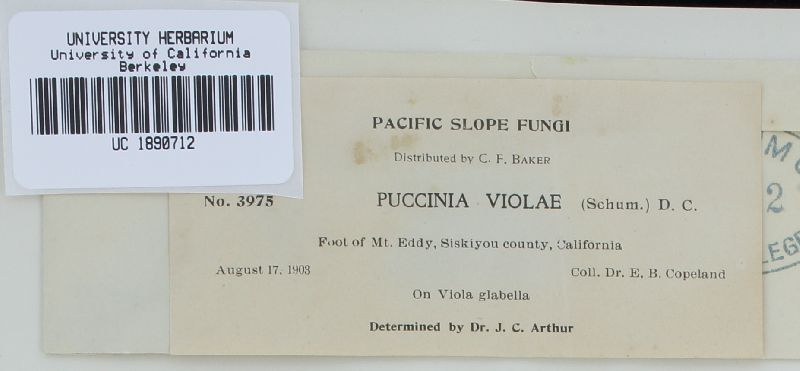 UNIVERSITY HERBARIUM
University of California
Berkeley
UC 1890712
PACIFIC SLOPE FUNGI
Distributed by C. F. BAKER
No. 3975
PUCCINIA VIOLAE (Schum.) D. C.
Foot of Mt. Eddy, Siskiyou county, California
August 17, 1903
Coll. Dr. E. B. Copeland
On Viola glabella
Determined by Dr. J. C. Arthur
2